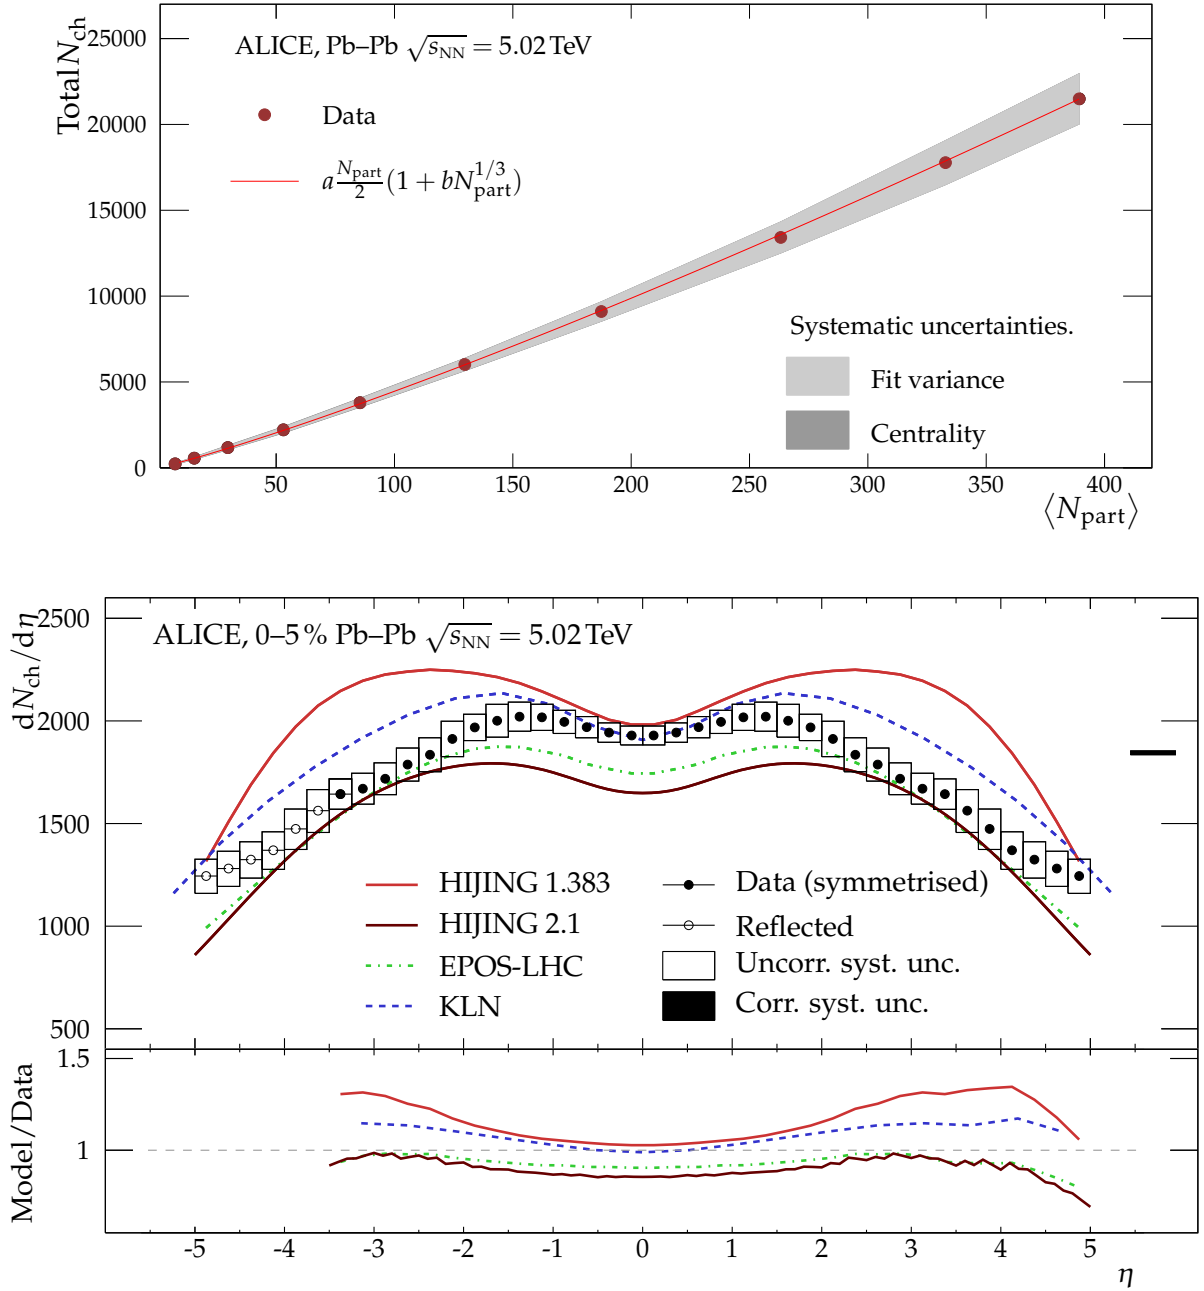 Total N_ch
25000
20000
15000
10000
5000
0
ALICE, Pb–Pb √s_NN = 5.02 TeV
Data
a N_part/2 (1 + bN_part^1/3)
Systematic uncertainties.
Fit variance
Centrality
50 100 150 200 250 300 350 400
⟨N_part⟩
dN_ch/dη
2500
2000
1500
1000
500
ALICE, 0–5 % Pb–Pb √s_NN = 5.02 TeV
HIJING 1.383
HIJING 2.1
EPOS-LHC
KLN
Data (symmetrised)
Reflected
Uncorr. syst. unc.
Corr. syst. unc.
Model/Data
1.5
1
-5 -4 -3 -2 -1 0 1 2 3 4 5
η